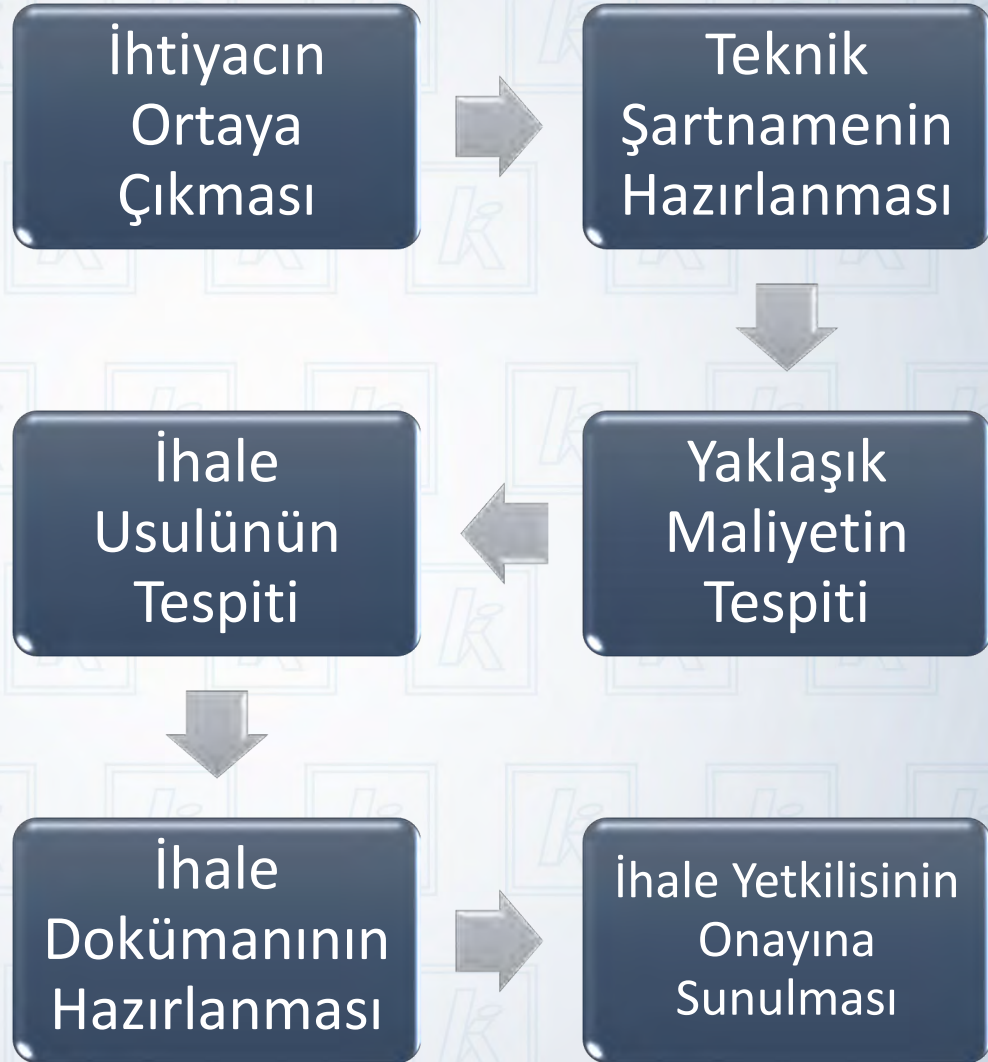 İhtiyacın
Ortaya
Çıkması
Teknik
Şartnamenin
Hazırlanması
Yaklaşık
Maliyetin
Tespiti
İhale
Usulünün
Tespiti
İhale
Dokümanının
Hazırlanması
İhale Yetkilisinin
Onayına
Sunulması